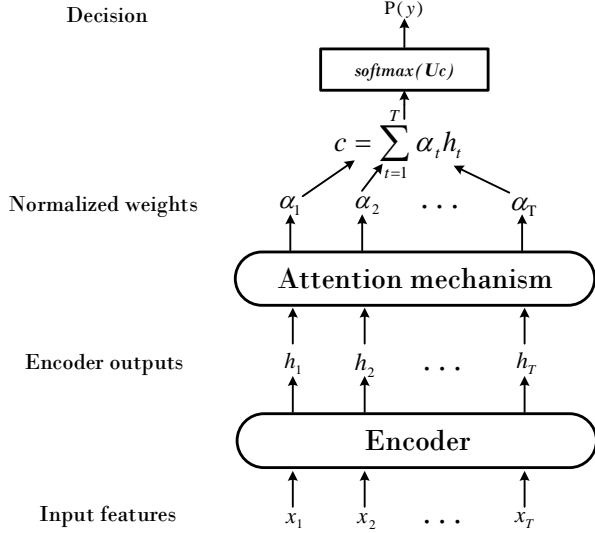 Decision P(y)
softmax(Uc)
c = \sum_{t=1}^{T} α_t h_t
Normalized weights α_1 α_2 . . . α_T
Attention mechanism
Encoder outputs h_1 h_2 . . . h_T
Encoder
Input features x_1 x_2 . . . x_T